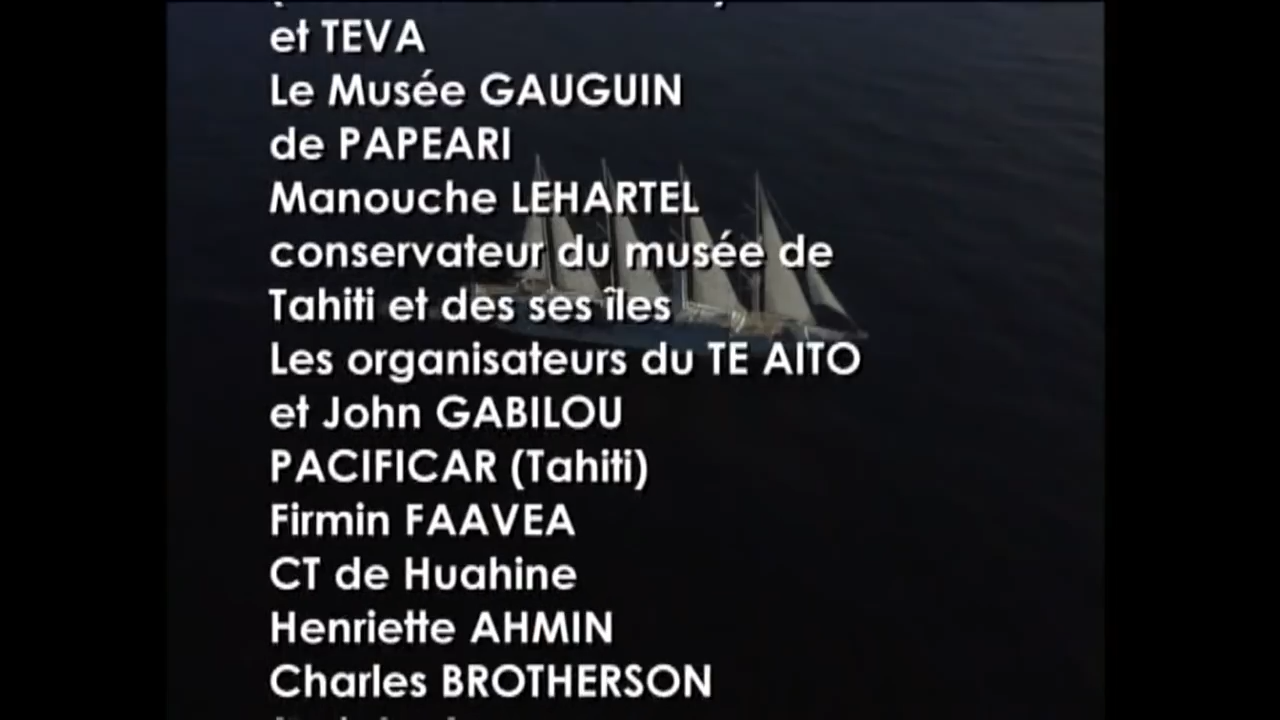 et TEVA
Le Musée GAUGUIN
de PAPEARI
Manouche LEHARTEL
conservateur du musée de
Tahiti et des ses îles
Les organisateurs du TE AITO
et John GABILOU
PACIFICAR (Tahiti)
Firmin FAAVEA
CT de Huahine
Henriette AHMIN
Charles BROTHERSON